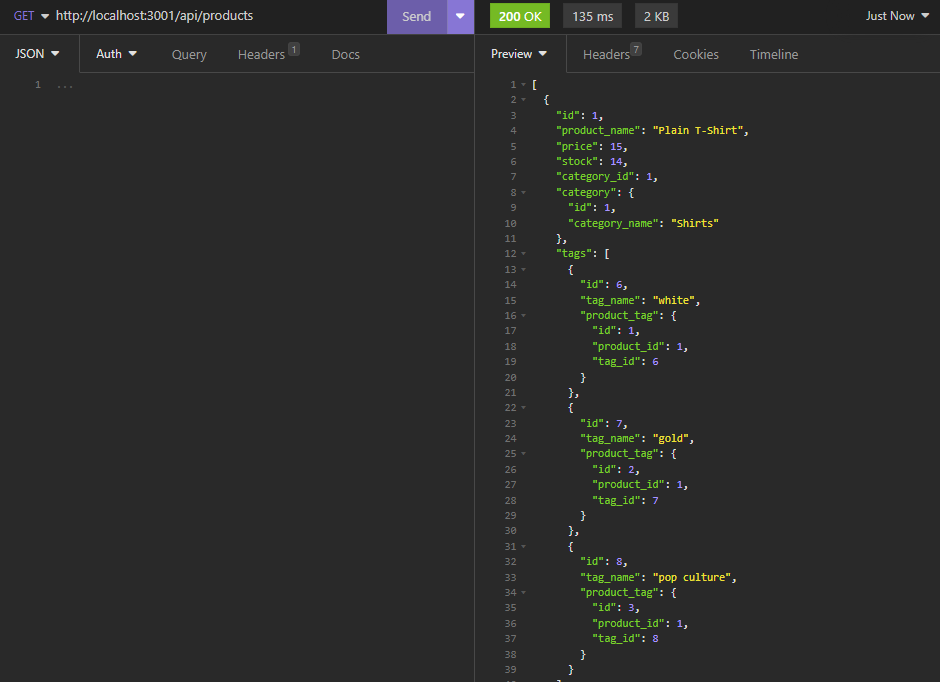 GET http://localhost:3001/api/products Send 200 OK 135 ms 2 KB Just Now
JSON Auth Query Headers 1 Docs Preview Headers 7 Cookies Timeline
1 ...
1 [
2 {
3 "id": 1,
4 "product_name": "Plain T-Shirt",
5 "price": 15,
6 "stock": 14,
7 "category_id": 1,
8 "category": {
9 "id": 1,
10 "category_name": "Shirts"
11 },
12 "tags": [
13 {
14 "id": 6,
15 "tag_name": "white",
16 "product_tag": {
17 "id": 1,
18 "product_id": 1,
19 "tag_id": 6
20 }
21 },
22 {
23 "id": 7,
24 "tag_name": "gold",
25 "product_tag": {
26 "id": 2,
27 "product_id": 1,
28 "tag_id": 7
29 }
30 },
31 {
32 "id": 8,
33 "tag_name": "pop culture",
34 "product_tag": {
35 "id": 3,
36 "product_id": 1,
37 "tag_id": 8
38 }
39 }